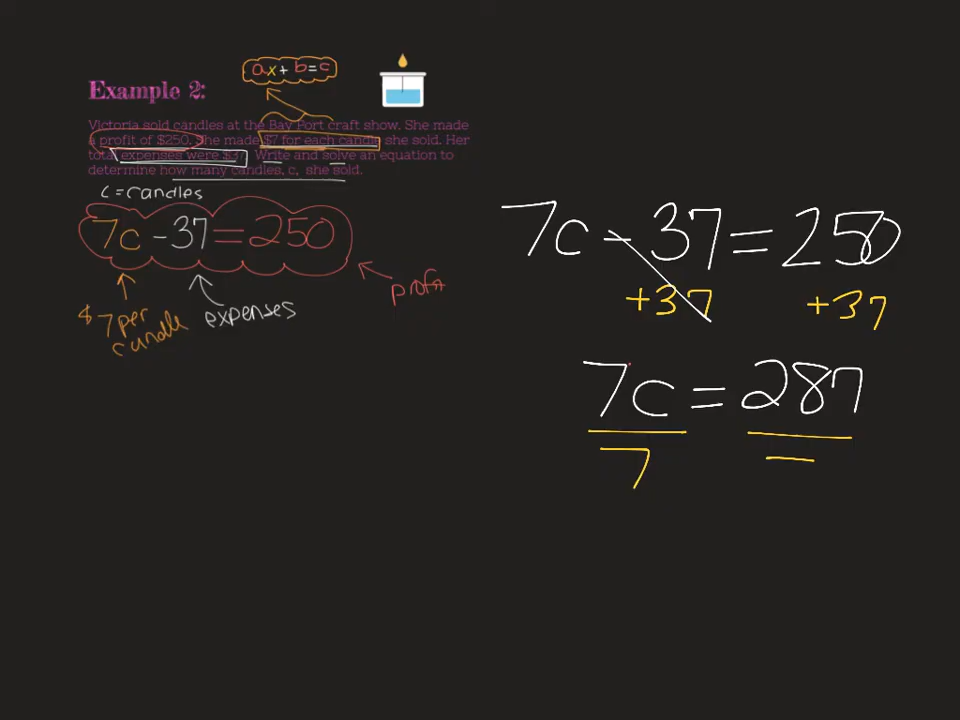 ax + b = c
Example 2:
Victoria sold candles at the Bay Port craft show. She made
a profit of $250. She made $7 for each candle she sold. Her
total expenses were $37. Write and solve an equation to
determine how many candles, c, she sold.
c = candles
7c - 37 = 250
$7 per candle
expenses
profit
7c - 37 = 250
+37 +37
7c = 287
7